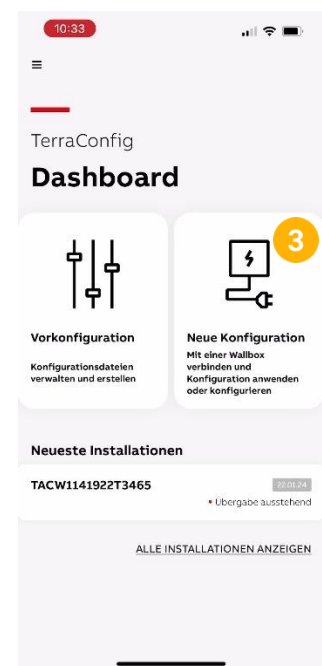 10:33
TerraConfig
Dashboard
3
Vorkonfiguration
Konfigurationsdateien
verwalten und erstellen
Neue Konfiguration
Mit einer Wallbox
verbinden und
Konfiguration anwenden
oder konfigurieren
Neueste Installationen
TACW1141922T3465
22.01.24
• Übergabe ausstehend
ALLE INSTALLATIONEN ANZEIGEN